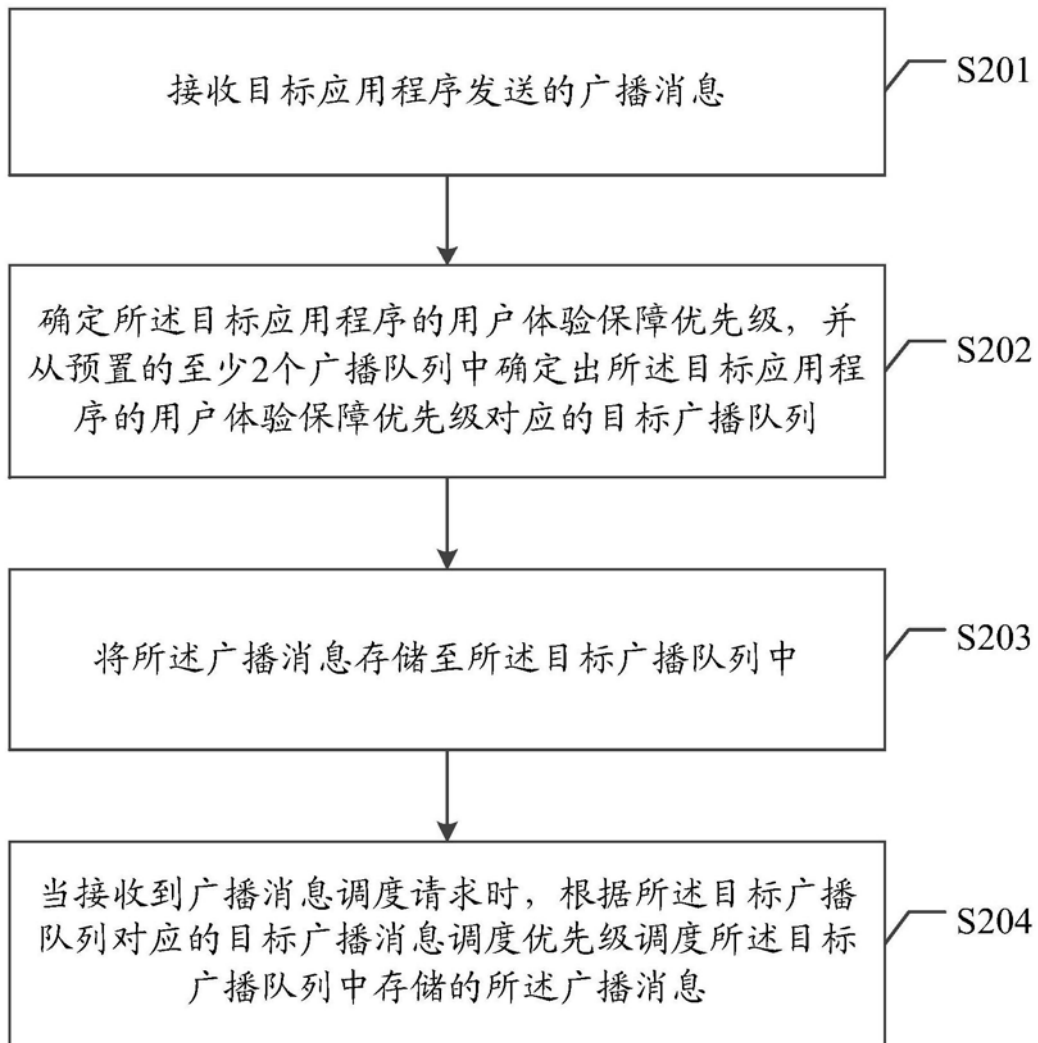 接收目标应用程序发送的广播消息
S201
确定所述目标应用程序的用户体验保障优先级，并
从预置的至少2个广播队列中确定出所述目标应用程
序的用户体验保障优先级对应的目标广播队列
S202
将所述广播消息存储至所述目标广播队列中
S203
当接收到广播消息调度请求时，根据所述目标广播
队列对应的目标广播消息调度优先级调度所述目标
广播队列中存储的所述广播消息
S204